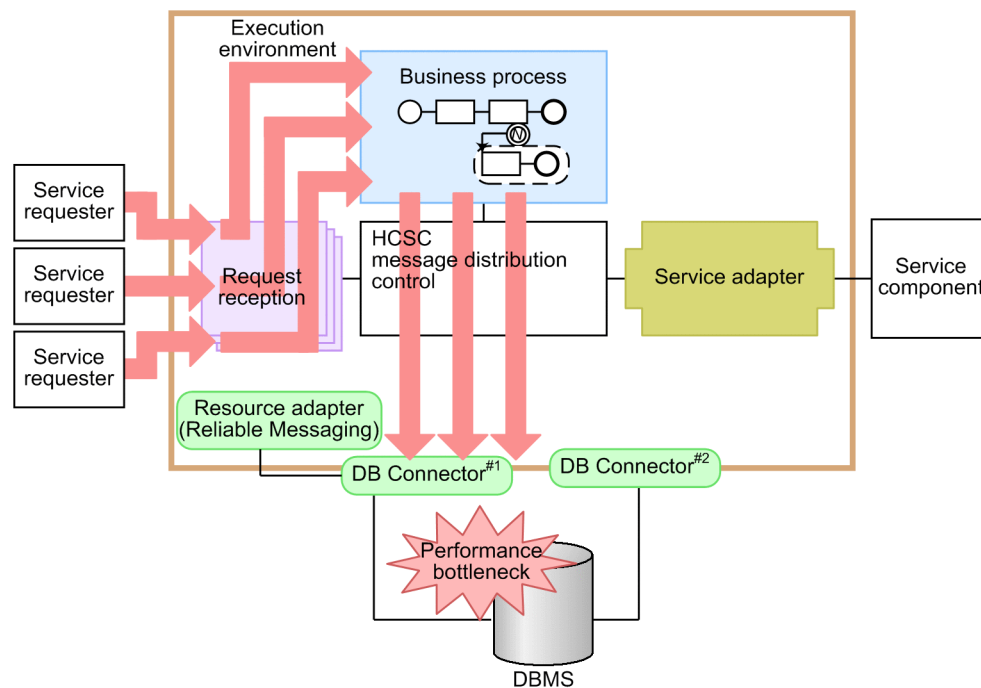 Execution
environment
Business process
N
Service
requester
Service
requester
Service
requester
Request
reception
HCSC
message distribution
control
Service adapter
Service
component
Resource adapter
(Reliable Messaging)
DB Connector#1
DB Connector#2
Performance
bottleneck
DBMS